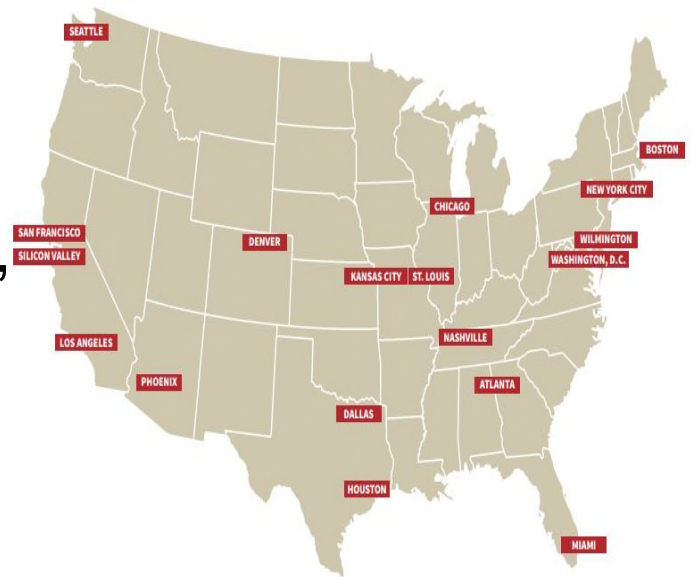 SEATTLE
BOSTON
NEW YORK CITY
CHICAGO
SAN FRANCISCO
DENVER
WILMINGTON
,
SILICON VALLEY
WASHINGTON, D.C.
KANSAS CITY
ST. LOUIS
NASHVILLE
LOS ANGELES
PHOENIX
ATLANTA
DALLAS
HOUSTON
MIAMI